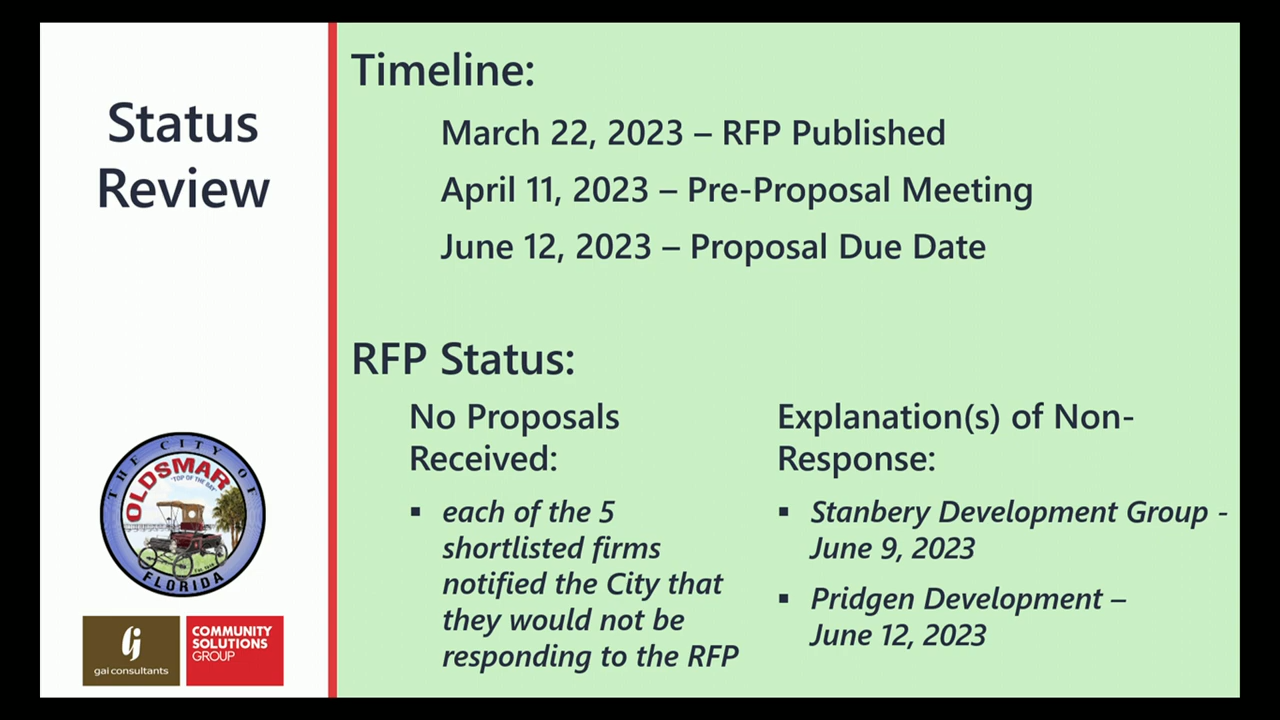 Status
Review
Timeline:
March 22, 2023 – RFP Published
April 11, 2023 – Pre-Proposal Meeting
June 12, 2023 – Proposal Due Date
RFP Status:
No Proposals
Received:
▪ each of the 5
shortlisted firms
notified the City that
they would not be
responding to the RFP
Explanation(s) of Non-
Response:
▪ Stanbery Development Group -
June 9, 2023
▪ Pridgen Development –
June 12, 2023
THE CITY OF
OLDSMAR
"TOP OF THE BAY"
FLORIDA
gai consultants
COMMUNITY
SOLUTIONS
GROUP